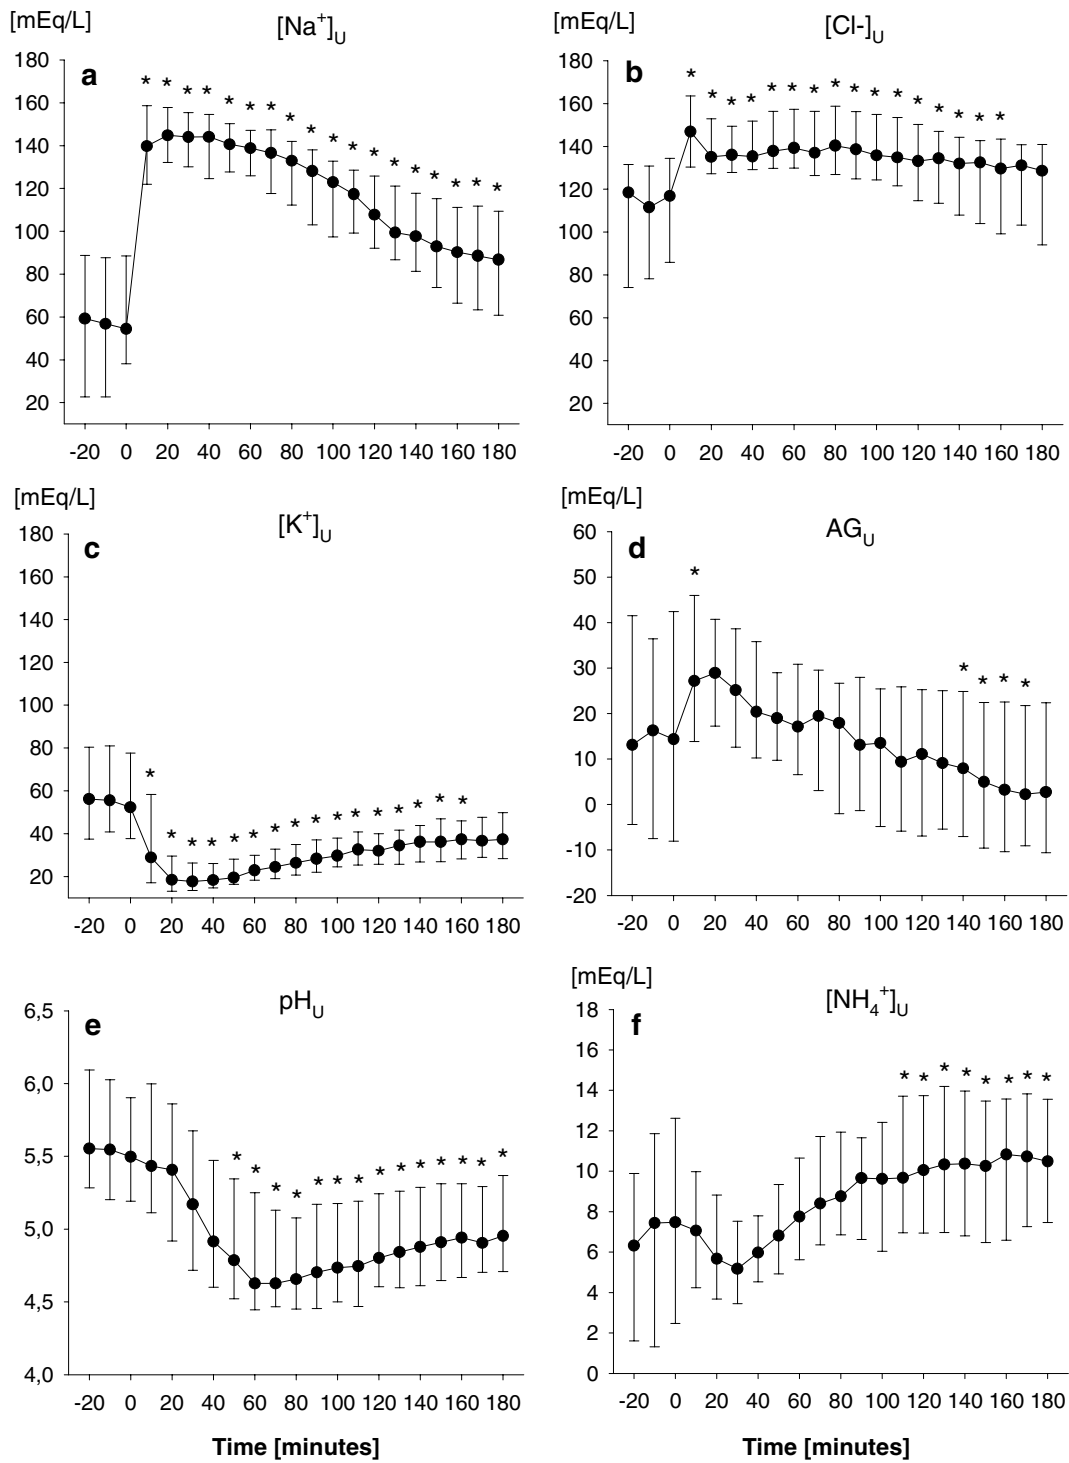 [mEq/L] [Na⁺]U
a
180
160
140
120
100
80
60
40
20
* * * * * * * * * * * * * * * * * *
-20 0 20 40 60 80 100 120 140 160 180
[mEq/L] [Cl-]U
b
180
160
140
120
100
80
60
40
20
* * * * * * * * * * * * * * * *
-20 0 20 40 60 80 100 120 140 160 180
[mEq/L] [K⁺]U
c
180
160
140
120
100
80
60
40
20
* * * * * * * * * * * * * * * *
-20 0 20 40 60 80 100 120 140 160 180
[mEq/L] AGU
d
60
50
40
30
20
10
0
-10
-20
* * * * *
-20 0 20 40 60 80 100 120 140 160 180
pHU
e
6,5
6,0
5,5
5,0
4,5
4,0
* * * * * * * * * * * * * *
-20 0 20 40 60 80 100 120 140 160 180
Time [minutes]
[mEq/L] [NH₄⁺]U
f
18
16
14
12
10
8
6
4
2
0
* * * * * * * *
-20 0 20 40 60 80 100 120 140 160 180
Time [minutes]